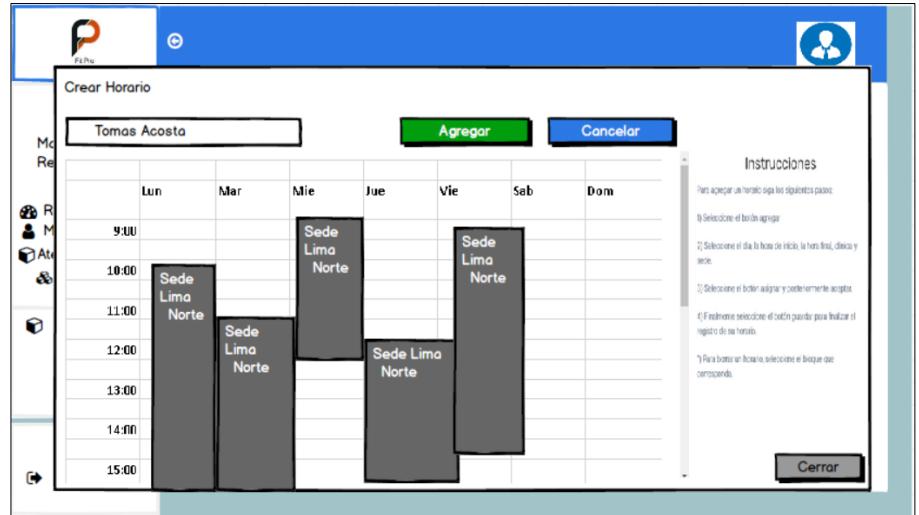 Fit Pro
Crear Horario
Tomas Acosta
Agregar
Cancelar
Lun Mar Mie Jue Vie Sab Dom
9:00
10:00
11:00
12:00
13:00
14:00
15:00
Sede
Lima
Norte
Sede
Lima
Norte
Sede
Lima
Norte
Sede Lima
Norte
Sede
Lima
Norte
Instrucciones
Para agregar un horario siga los siguientes pasos:
1) Seleccione el botón agregar
2) Seleccione el dia, la hora de inicio, la hora final, clinica y
sede.
3) Seleccione el botón asignar y posteriormente aceptar.
4) Finalmente seleccione el botón guardar para finalizar el
registro de su horario.
*) Para borrar un horario, seleccione el bloque que
corresponda.
Cerrar
Mo
Re
R
M
Ate